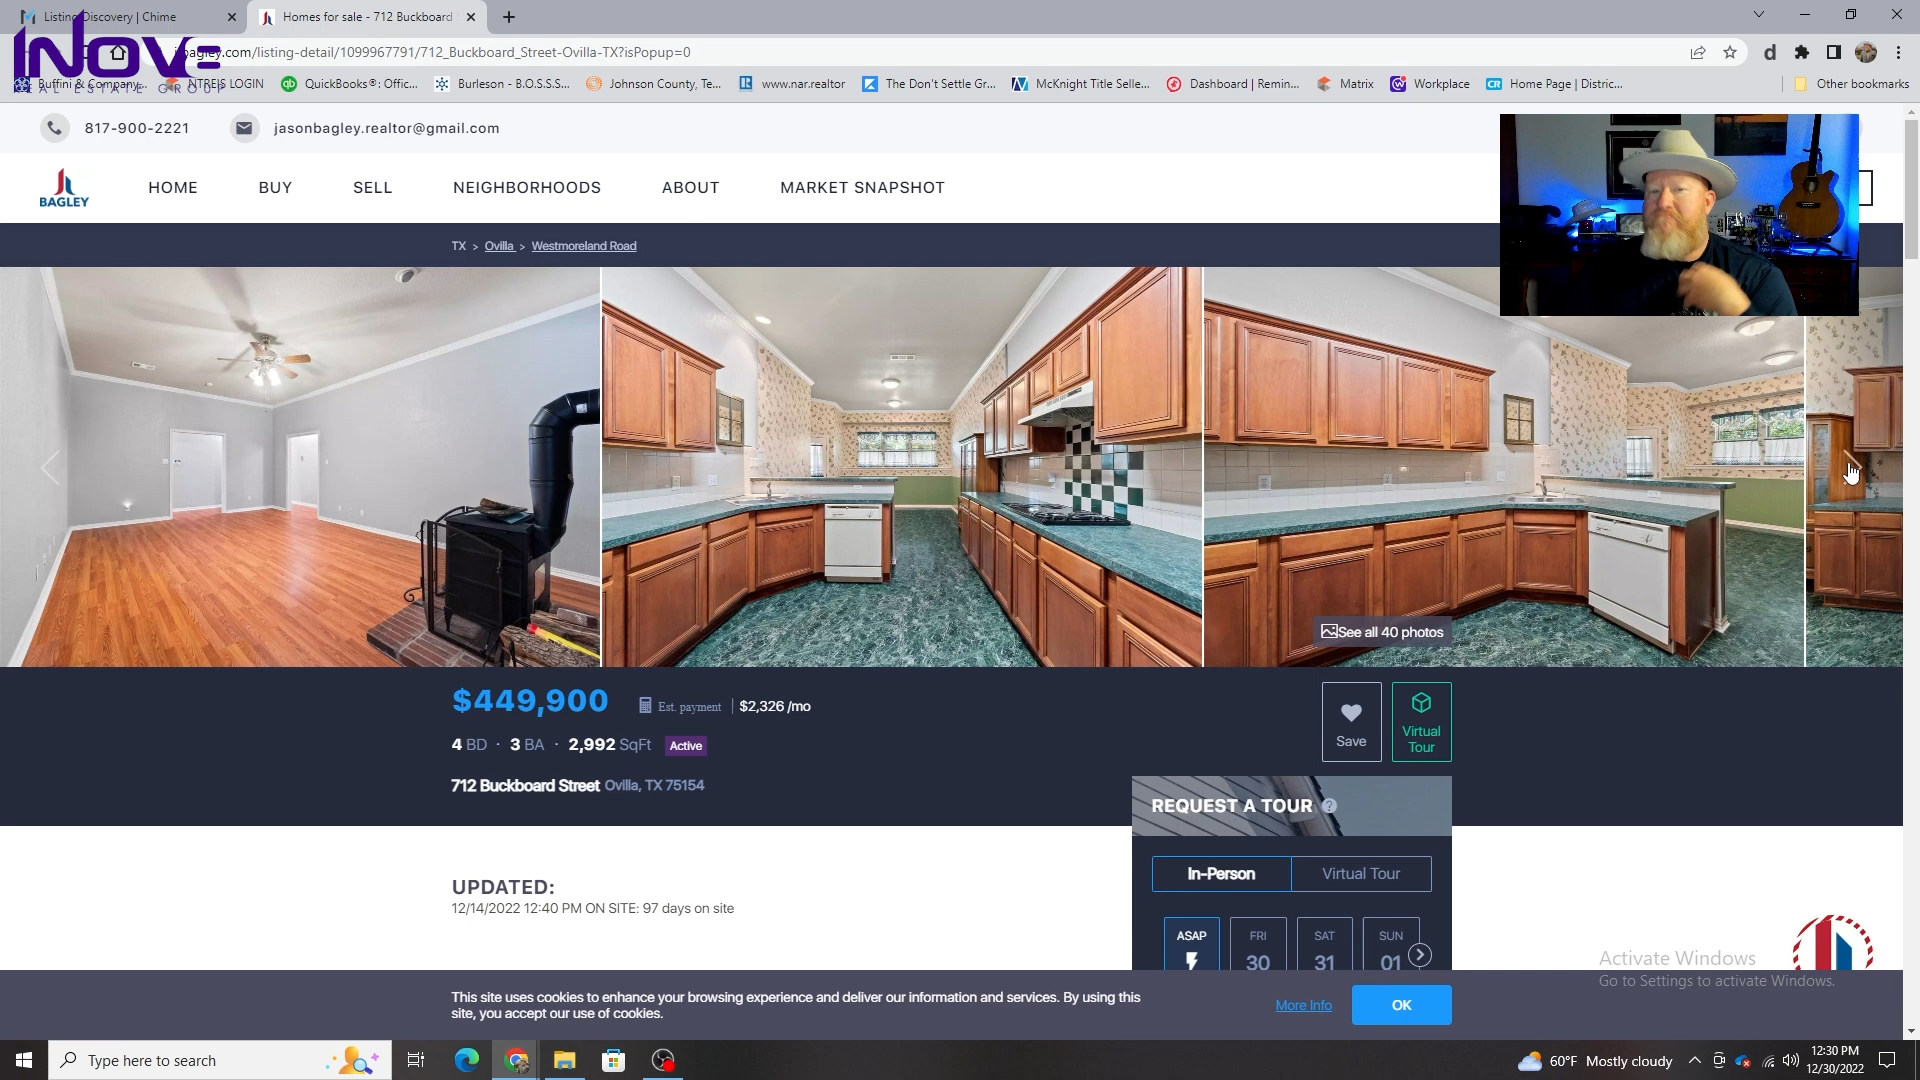 Listing Discovery | Chime
Homes for sale - 712 Buckboard
INOVE
REAL ESTATE GROUP
bagley.com/listing-detail/1099967791/712_Buckboard_Street-Ovilla-TX?isPopup=0
Buffini & Company...
NTREIS LOGIN
QuickBooks®: Offic...
Burleson - B.O.S.S.S...
Johnson County, Te...
www.nar.realtor
The Don't Settle Gr...
McKnight Title Selle...
Dashboard | Remin...
Matrix
Workplace
Home Page | Distric...
Other bookmarks
817-900-2221
jasonbagley.realtor@gmail.com
BAGLEY
HOME
BUY
SELL
NEIGHBORHOODS
ABOUT
MARKET SNAPSHOT
TX > Ovilla > Westmoreland Road
See all 40 photos
$449,900
Est. payment | $2,326 /mo
4 BD · 3 BA · 2,992 SqFt
Active
712 Buckboard Street Ovilla, TX 75154
Save
Virtual
Tour
REQUEST A TOUR ?
In-Person
Virtual Tour
UPDATED:
12/14/2022 12:40 PM ON SITE: 97 days on site
ASAP
FRI
30
SAT
31
SUN
01
Activate Windows
Go to Settings to activate Windows.
This site uses cookies to enhance your browsing experience and deliver our information and services. By using this
site, you accept our use of cookies.
More Info
OK
Type here to search
60°F Mostly cloudy
12:30 PM
12/30/2022